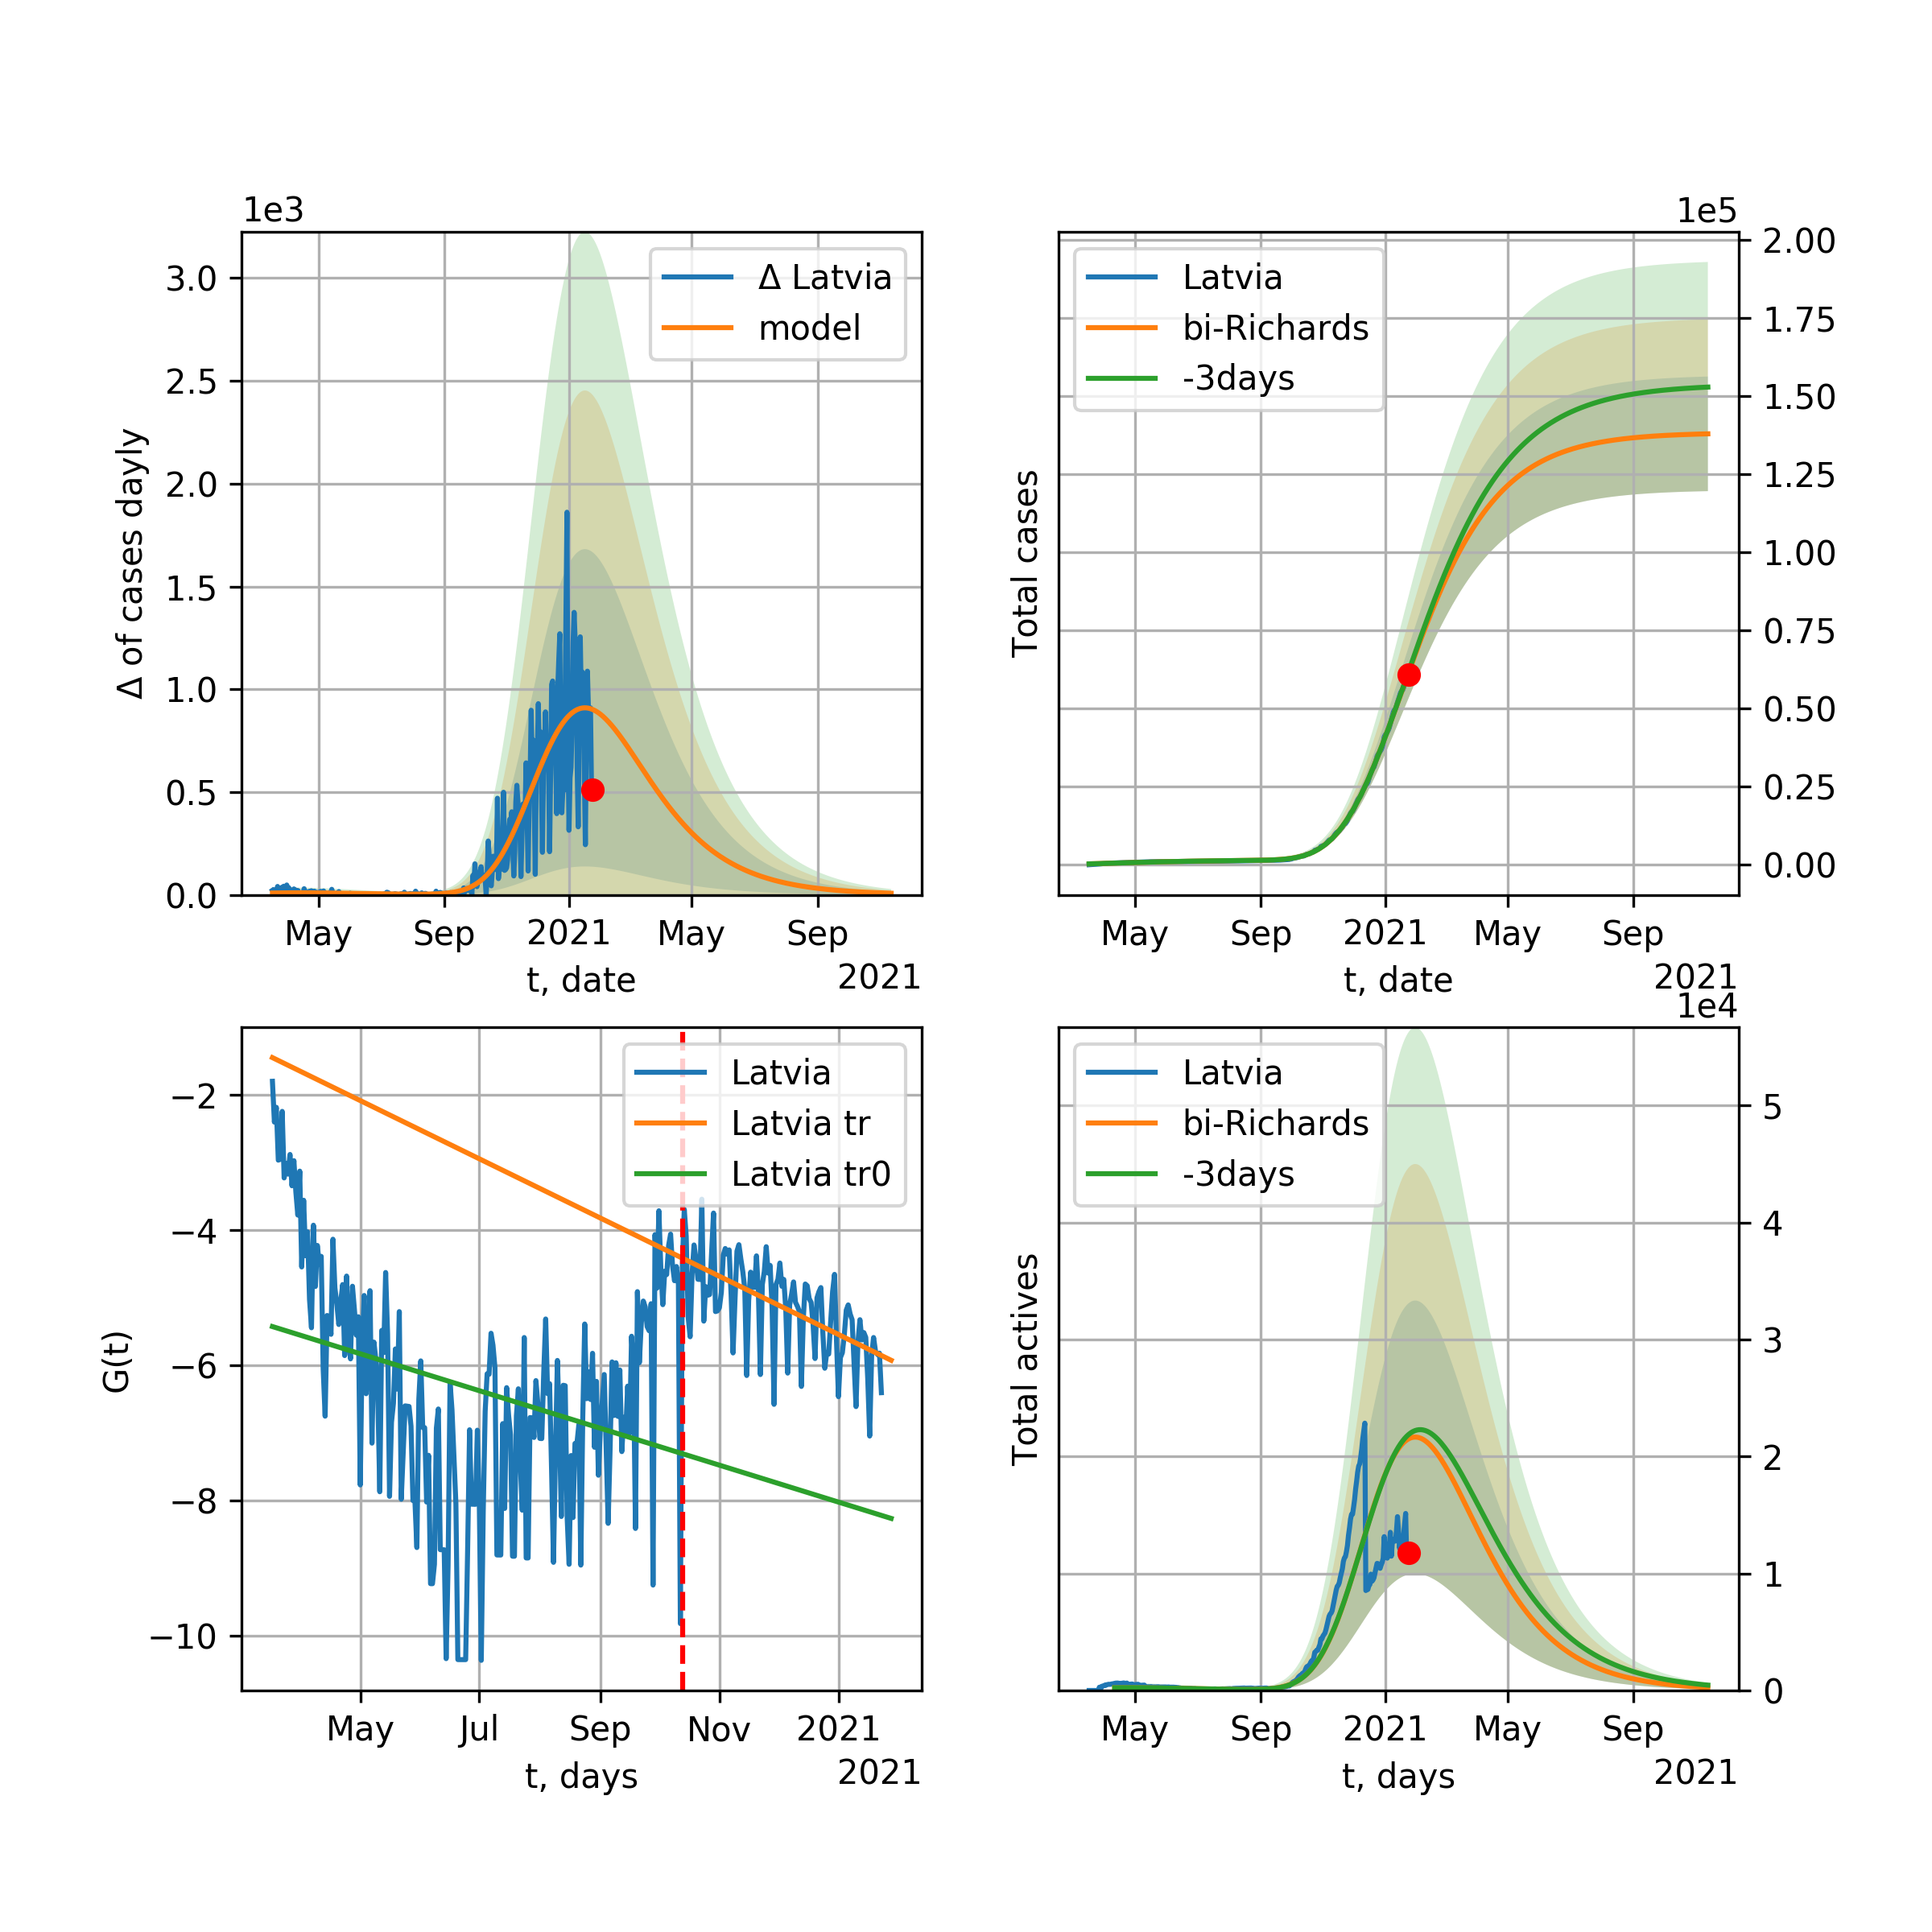 1e3
Δ of cases dayly
3.0
2.5
2.0
1.5
1.0
0.5
0.0
Δ Latvia
model
May Sep 2021 May Sep
t, date
2021
1e5
Total cases
2.00
1.75
1.50
1.25
1.00
0.75
0.50
0.25
0.00
Latvia
bi-Richards
-3days
May Sep 2021 May Sep
t, date
2021
G(t)
−2
−4
−6
−8
−10
Latvia
Latvia tr
Latvia tr0
May Jul Sep Nov 2021
t, days
2021
1e4
Total actives
5
4
3
2
1
0
Latvia
bi-Richards
-3days
May Sep 2021 May Sep
t, days
2021